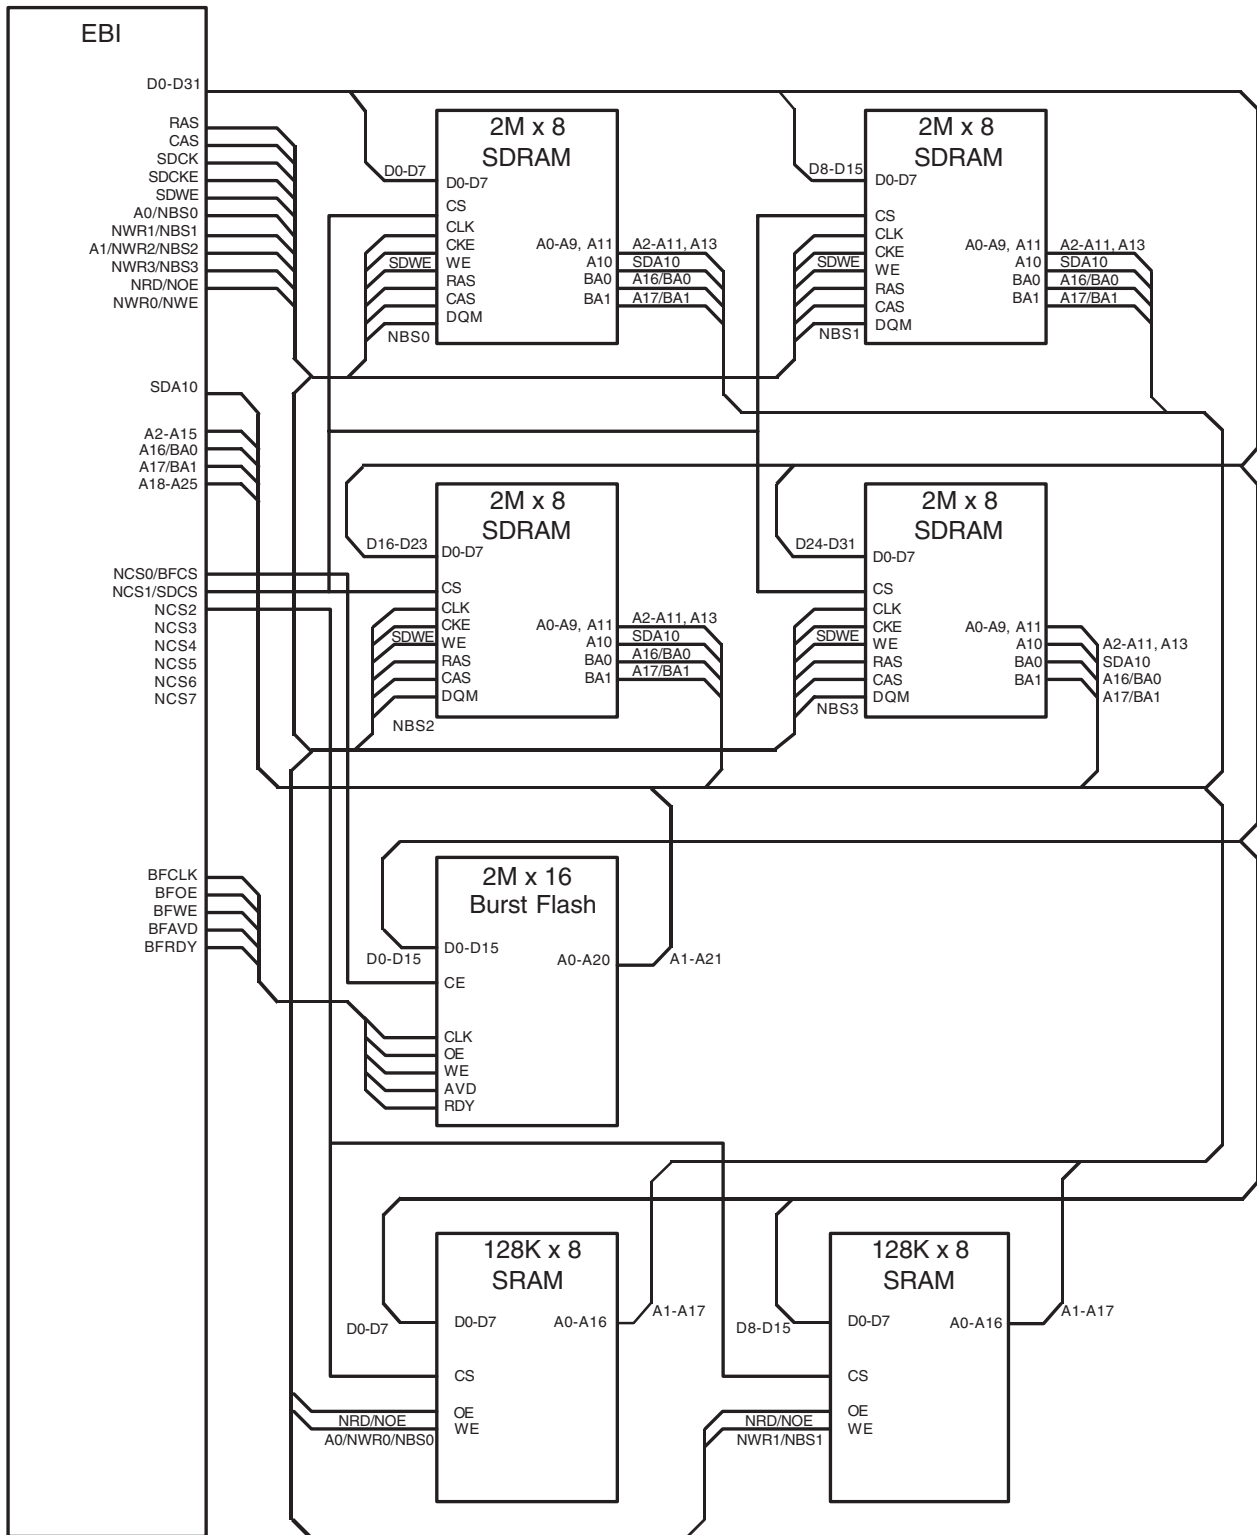 EBI
D0-D31
RAS
CAS
SDCK
SDCKE
SDWE
A0/NBS0
NWR1/NBS1
A1/NWR2/NBS2
NWR3/NBS3
NRD/NOE
NWR0/NWE
SDA10
A2-A15
A16/BA0
A17/BA1
A18-A25
NCS0/BFCS
NCS1/SDCS
NCS2
NCS3
NCS4
NCS5
NCS6
NCS7
BFCLK
BFOE
BFWE
BFAVD
BFRDY
2M x 8
SDRAM
D0-D7
D0-D7
CS
CLK
CKE
SDWE
WE
RAS
CAS
DQM
NBS0
A0-A9, A11
A10
BA0
BA1
A2-A11, A13
SDA10
A16/BA0
A17/BA1
2M x 8
SDRAM
D8-D15
D0-D7
CS
CLK
CKE
SDWE
WE
RAS
CAS
DQM
NBS1
A0-A9, A11
A10
BA0
BA1
A2-A11, A13
SDA10
A16/BA0
A17/BA1
2M x 8
SDRAM
D16-D23
D0-D7
CS
CLK
CKE
SDWE
WE
RAS
CAS
DQM
NBS2
A0-A9, A11
A10
BA0
BA1
A2-A11, A13
SDA10
A16/BA0
A17/BA1
2M x 8
SDRAM
D24-D31
D0-D7
CS
CLK
CKE
SDWE
WE
RAS
CAS
DQM
NBS3
A0-A9, A11
A10
BA0
BA1
A2-A11, A13
SDA10
A16/BA0
A17/BA1
2M x 16
Burst Flash
D0-D15
D0-D15
A0-A20
A1-A21
CE
CLK
OE
WE
AVD
RDY
128K x 8
SRAM
D0-D7
D0-D7
A0-A16
A1-A17
CS
OE
NRD/NOE
WE
A0/NWR0/NBS0
128K x 8
SRAM
D8-D15
D0-D7
A0-A16
A1-A17
CS
OE
NRD/NOE
WE
NWR1/NBS1